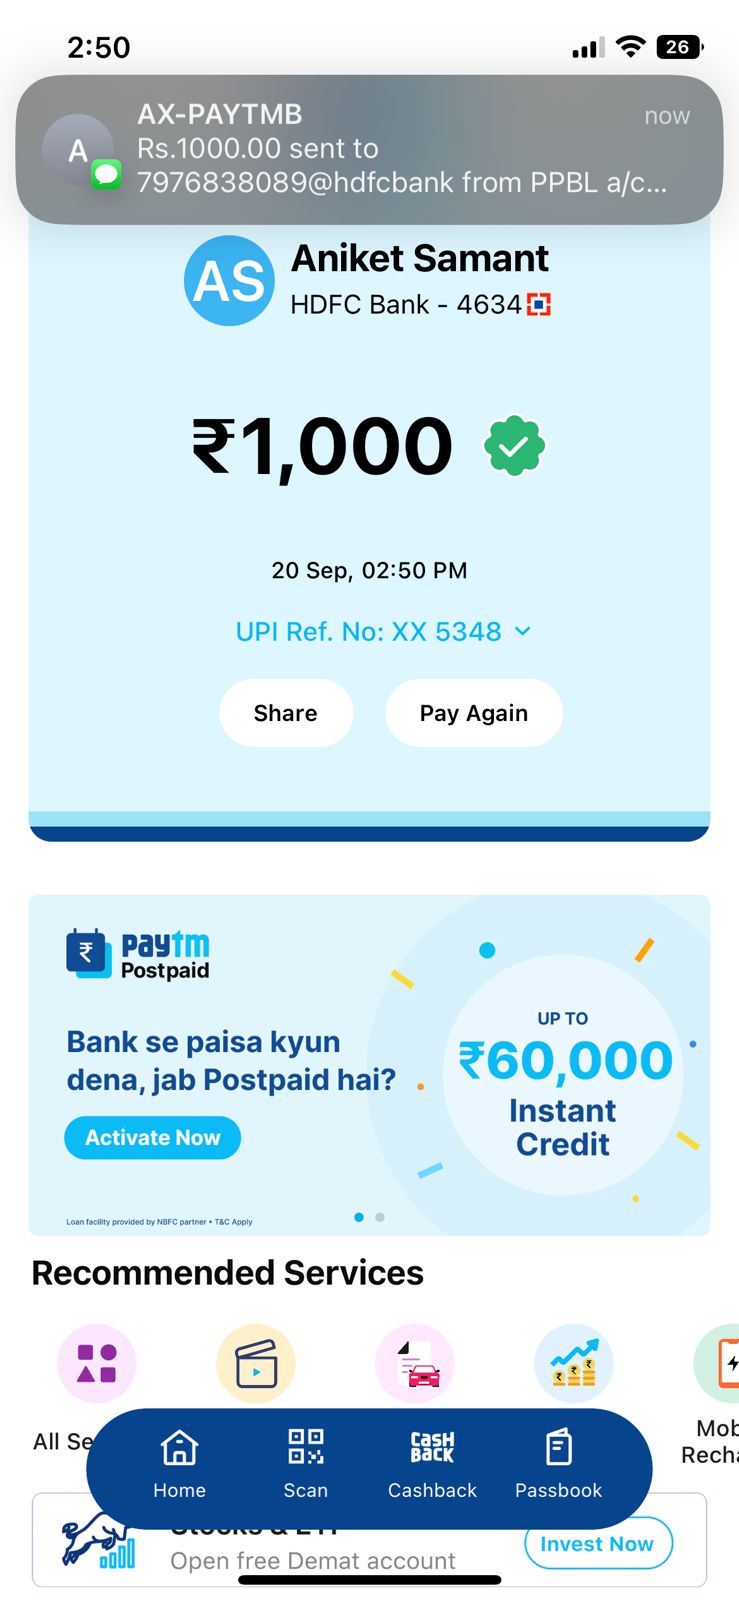 2:50
26
AX-PAYTMB
now
A
Rs.1000.00 sent to
7976838089@hdfcbank from PPBL a/c...
AS
Aniket Samant
HDFC Bank - 4634
₹1,000
20 Sep, 02:50 PM
UPI Ref. No: XX 5348
Share
Pay Again
₹
paytm
Postpaid
Bank se paisa kyun
dena, jab Postpaid hai?
Activate Now
UP TO
₹60,000
Instant
Credit
Loan facility provided by NBFC partner • T&C Apply
Recommended Services
₹ ₹ ₹
All Se
Mob
Recha
Home
Scan
CASH
BACK
Cashback
Passbook
Stocks & ETF
Open free Demat account
Invest Now